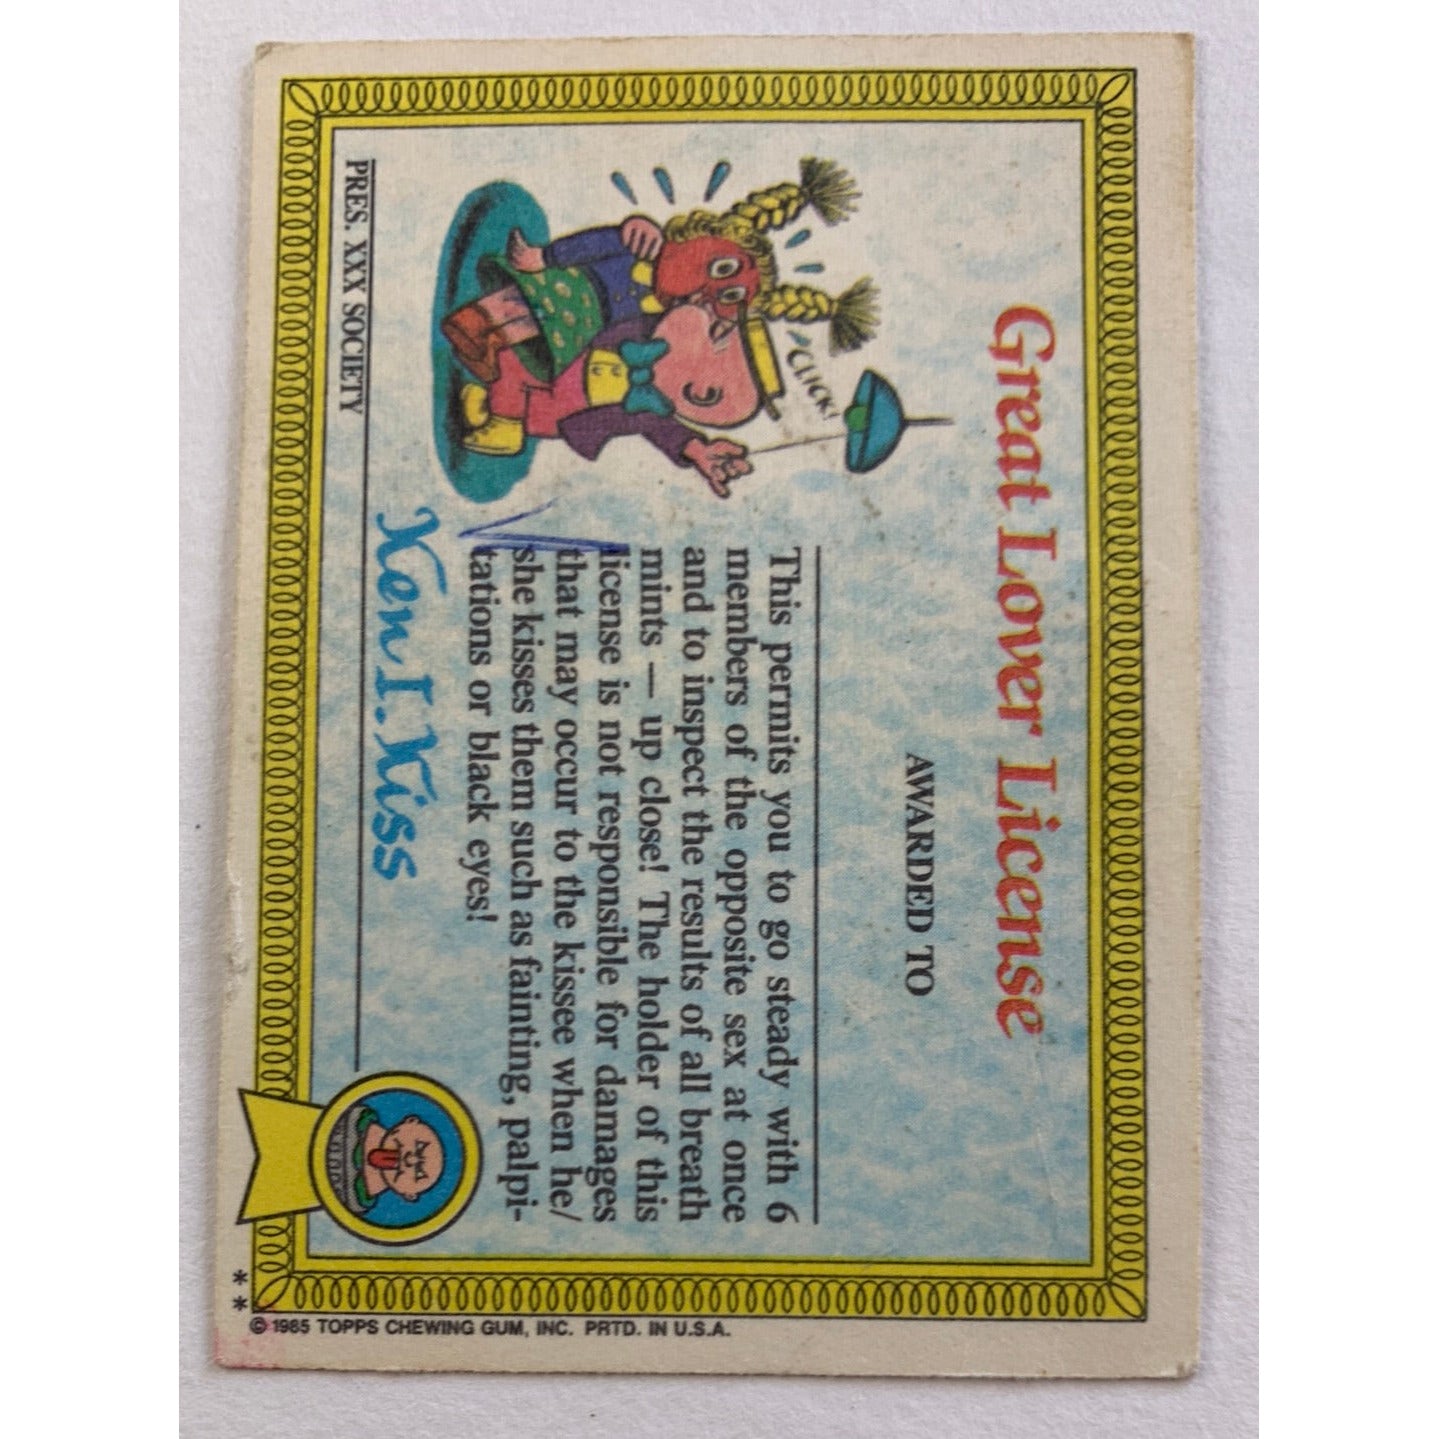 Great Lover License
AWARDED TO
CLICK!
This permits you to go steady with 6
members of the opposite sex at once
and to inspect the results of all breath
mints — up close! The holder of this
license is not responsible for damages
that may occur to the kissee when he/
she kisses them such as fainting, palpi-
tations or black eyes!
Ken I. Kiss
PRES. XXX SOCIETY
**
© 1985 TOPPS CHEWING GUM, INC. PRTD. IN U.S.A.